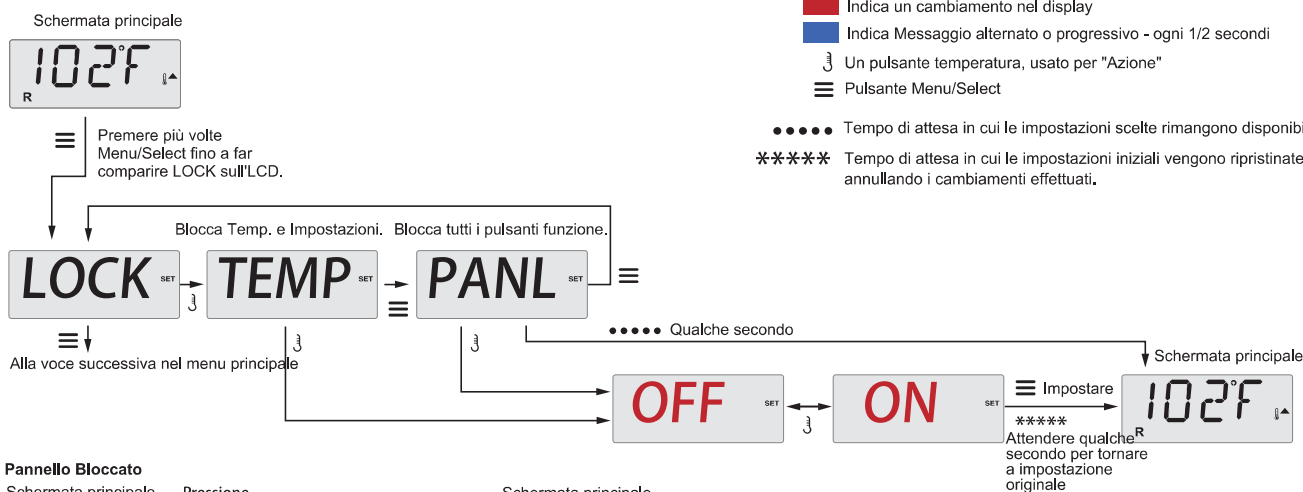 Schermata principale
102°F
R
Premere più volte
Menu/Select fino a far
comparire LOCK sull'LCD.
Indica un cambiamento nel display
Indica Messaggio alternato o progressivo - ogni 1/2 secondi
Un pulsante temperatura, usato per "Azione"
Pulsante Menu/Select
Tempo di attesa in cui le impostazioni scelte rimangono
***** Tempo di attesa in cui le impostazioni iniziali vengono ripristinate
annullando i cambiamenti effettuati.
Blocca Temp. e Impostazioni.
Blocca tutti i pulsanti funzione.
LOCK SET
TEMP SET
PANL SET
Alla voce successiva nel menu principale
Qualche secondo
OFF SET
ON SET
Impostare
*****
Attendere qualche
secondo per tornare
a impostazione
originale
Schermata principale
102°F
R
Pannello Bloccato
Schermata principale
Pressione
Schermata principale